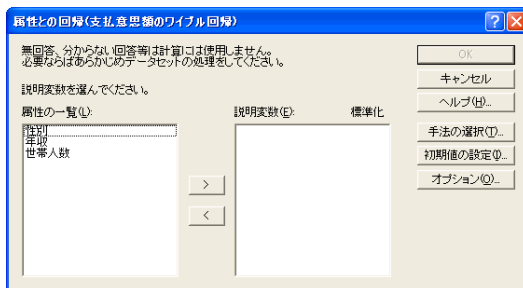 属性との回帰(支払意思額のワイブル回帰)
無回答、分からない回答等は計算には使用しません。
必要ならばあらかじめデータセットの処理をしてください。
説明変数を選んでください。
属性の一覧(L):
説明変数(E): 標準化
性別
年収
世帯人数
>
<
OK
キャンセル
ヘルプ(H)...
手法の選択(T)...
初期値の設定(I)...
オプション(O)...